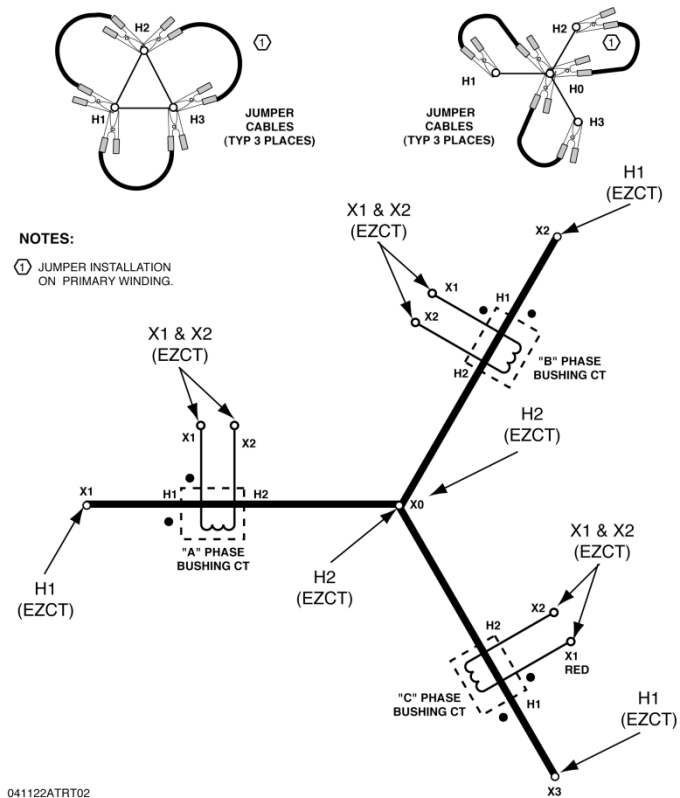 H2
1
H1
H3
JUMPER
CABLES
(TYP 3 PLACES)
H2
1
H1
H0
H3
JUMPER
CABLES
(TYP 3 PLACES)
NOTES:
1 JUMPER INSTALLATION
ON PRIMARY WINDING.
H1
(EZCT)
X1 & X2
(EZCT)
X2
X1
H1
X2
H2
"B" PHASE
BUSHING CT
X1 & X2
(EZCT)
X1
X2
H2
(EZCT)
X1
H1
H2
X0
"A" PHASE
BUSHING CT
H1
(EZCT)
H2
(EZCT)
X1 & X2
(EZCT)
X2
H2
X1
RED
"C" PHASE
BUSHING CT
H1
H1
(EZCT)
X3
041122ATRT02